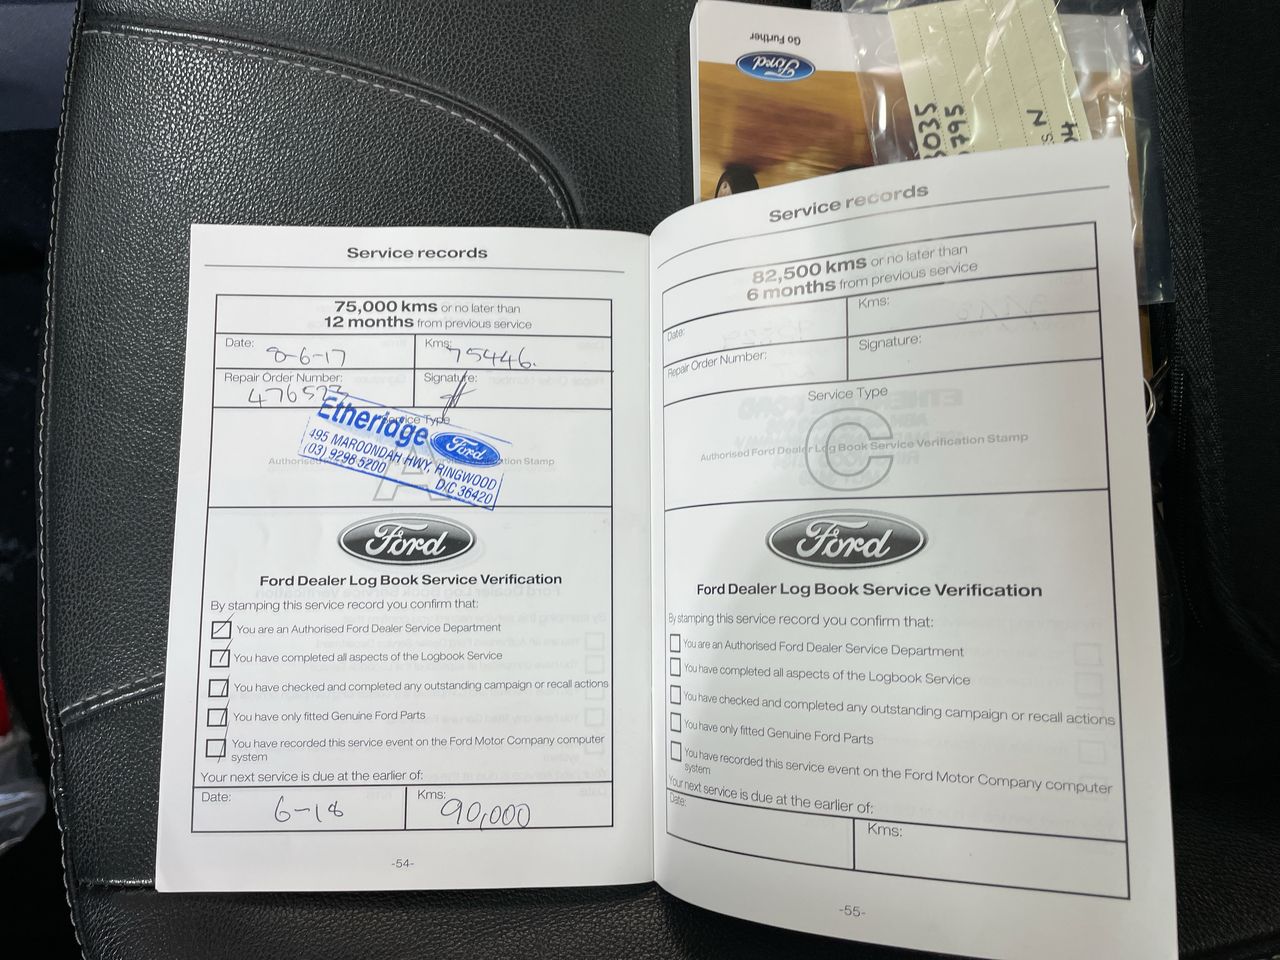 Go Further
Ford
8035
795
N
04
Service records
75,000 kms or no later than
12 months from previous service
Date: 8-6-17
Kms: 75446.
Repair Order Number:
Signature:
Service Type
A
Authorised
tion Stamp
Etheridge Ford
495 MAROONDAH HWY, RINGWOOD
(03) 9298 5200
D/C 36420
Ford
Ford Dealer Log Book Service Verification
By stamping this service record you confirm that:
You are an Authorised Ford Dealer Service Department
You have completed all aspects of the Logbook Service
You have checked and completed any outstanding campaign or recall actions
You have only fitted Genuine Ford Parts
You have recorded this service event on the Ford Motor Company computer
system
Your next service is due at the earlier of:
Date: 6-18
Kms: 90,000
-54-
Service records
82,500 kms or no later than
6 months from previous service
Date:
Kms:
Repair Order Number:
Signature:
Service Type
C
Authorised Ford Dealer Log Book Service Verification Stamp
Ford
Ford Dealer Log Book Service Verification
By stamping this service record you confirm that:
You are an Authorised Ford Dealer Service Department
You have completed all aspects of the Logbook Service
You have checked and completed any outstanding campaign or recall actions
You have only fitted Genuine Ford Parts
You have recorded this service event on the Ford Motor Company computer
system
Your next service is due at the earlier of:
Date:
Kms:
-55-